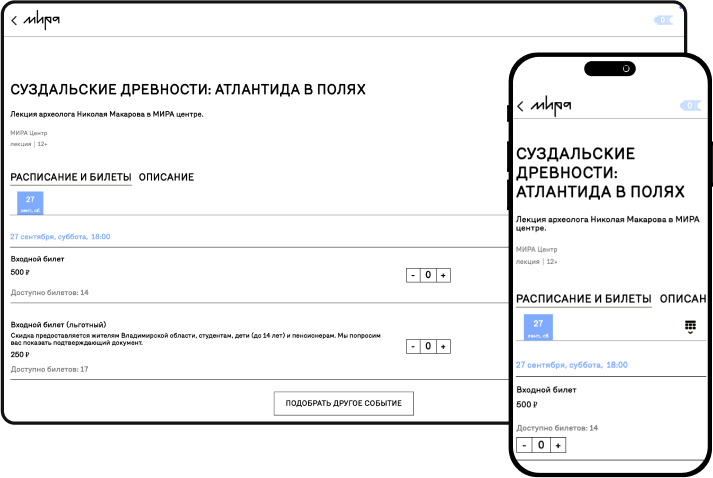 мира
0
СУЗДАЛЬСКИЕ ДРЕВНОСТИ: АТЛАНТИДА В ПОЛЯХ
Лекция археолога Николая Макарова в МИРА центре.
МИРА Центр
лекция | 12+
РАСПИСАНИЕ И БИЛЕТЫ ОПИСАНИЕ
27
сент, сб
27 сентября, суббота, 18:00
Входной билет
500 ₽
- 0 +
Доступно билетов: 14
Входной билет (льготный)
Скидка предоставляется жителям Владимирской области, студентам, дети (до 14 лет) и пенсионерам. Мы попросим
вас показать подтверждающий документ.
250 ₽
- 0 +
Доступно билетов: 17
ПОДОБРАТЬ ДРУГОЕ СОБЫТИЕ
мира
0
СУЗДАЛЬСКИЕ
ДРЕВНОСТИ:
АТЛАНТИДА В ПОЛЯХ
Лекция археолога Николая Макарова в МИРА
центре.
МИРА Центр
лекция | 12+
РАСПИСАНИЕ И БИЛЕТЫ ОПИСАН
27
сент, сб
27 сентября, суббота, 18:00
Входной билет
500 ₽
Доступно билетов: 14
- 0 +